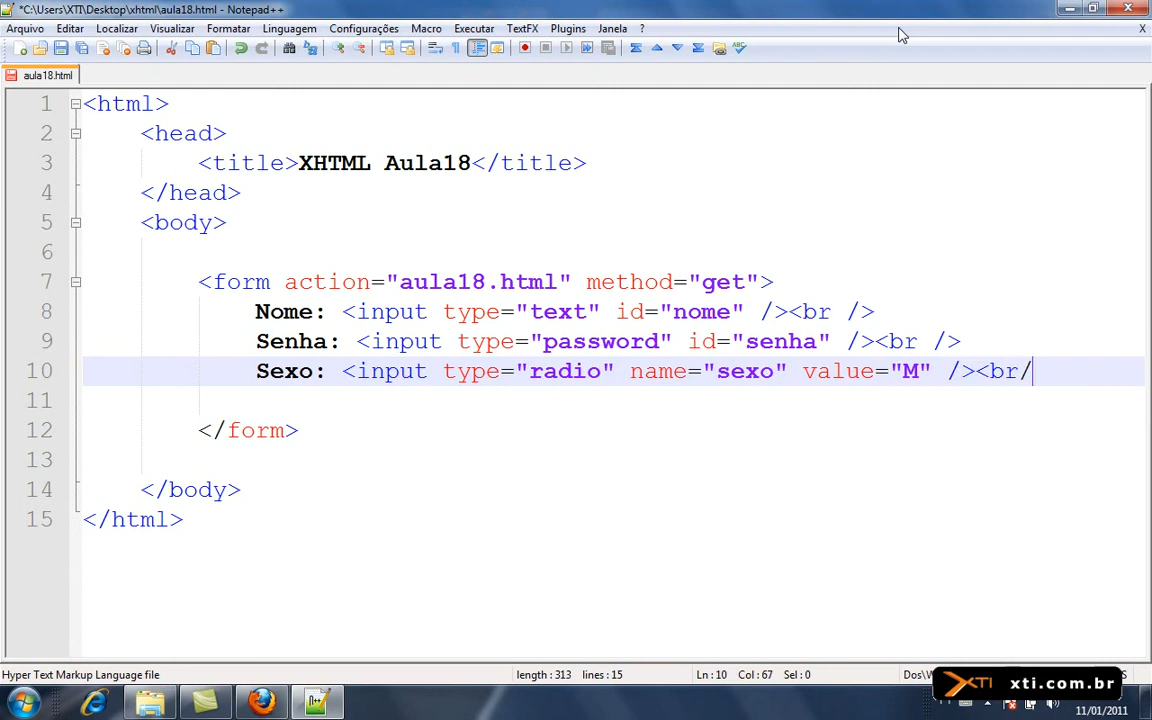 *C:\Users\XTI\Desktop\xhtml\aula18.html - Notepad++
Arquivo Editar Localizar Visualizar Formatar Linguagem Configurações Macro Executar TextFX Plugins Janela ? X
aula18.html
1 <html>
2 <head>
3 <title>XHTML Aula18</title>
4 </head>
5 <body>
6
7 <form action="aula18.html" method="get">
8 Nome: <input type="text" id="nome" /><br />
9 Senha: <input type="password" id="senha" /><br />
10 Sexo: <input type="radio" name="sexo" value="M" /><br/
11
12 </form>
13
14 </body>
15 </html>
Hyper Text Markup Language file length : 313 lines : 15 Ln : 10 Col : 67 Sel : 0
XTI xti.com.br
11/01/2011